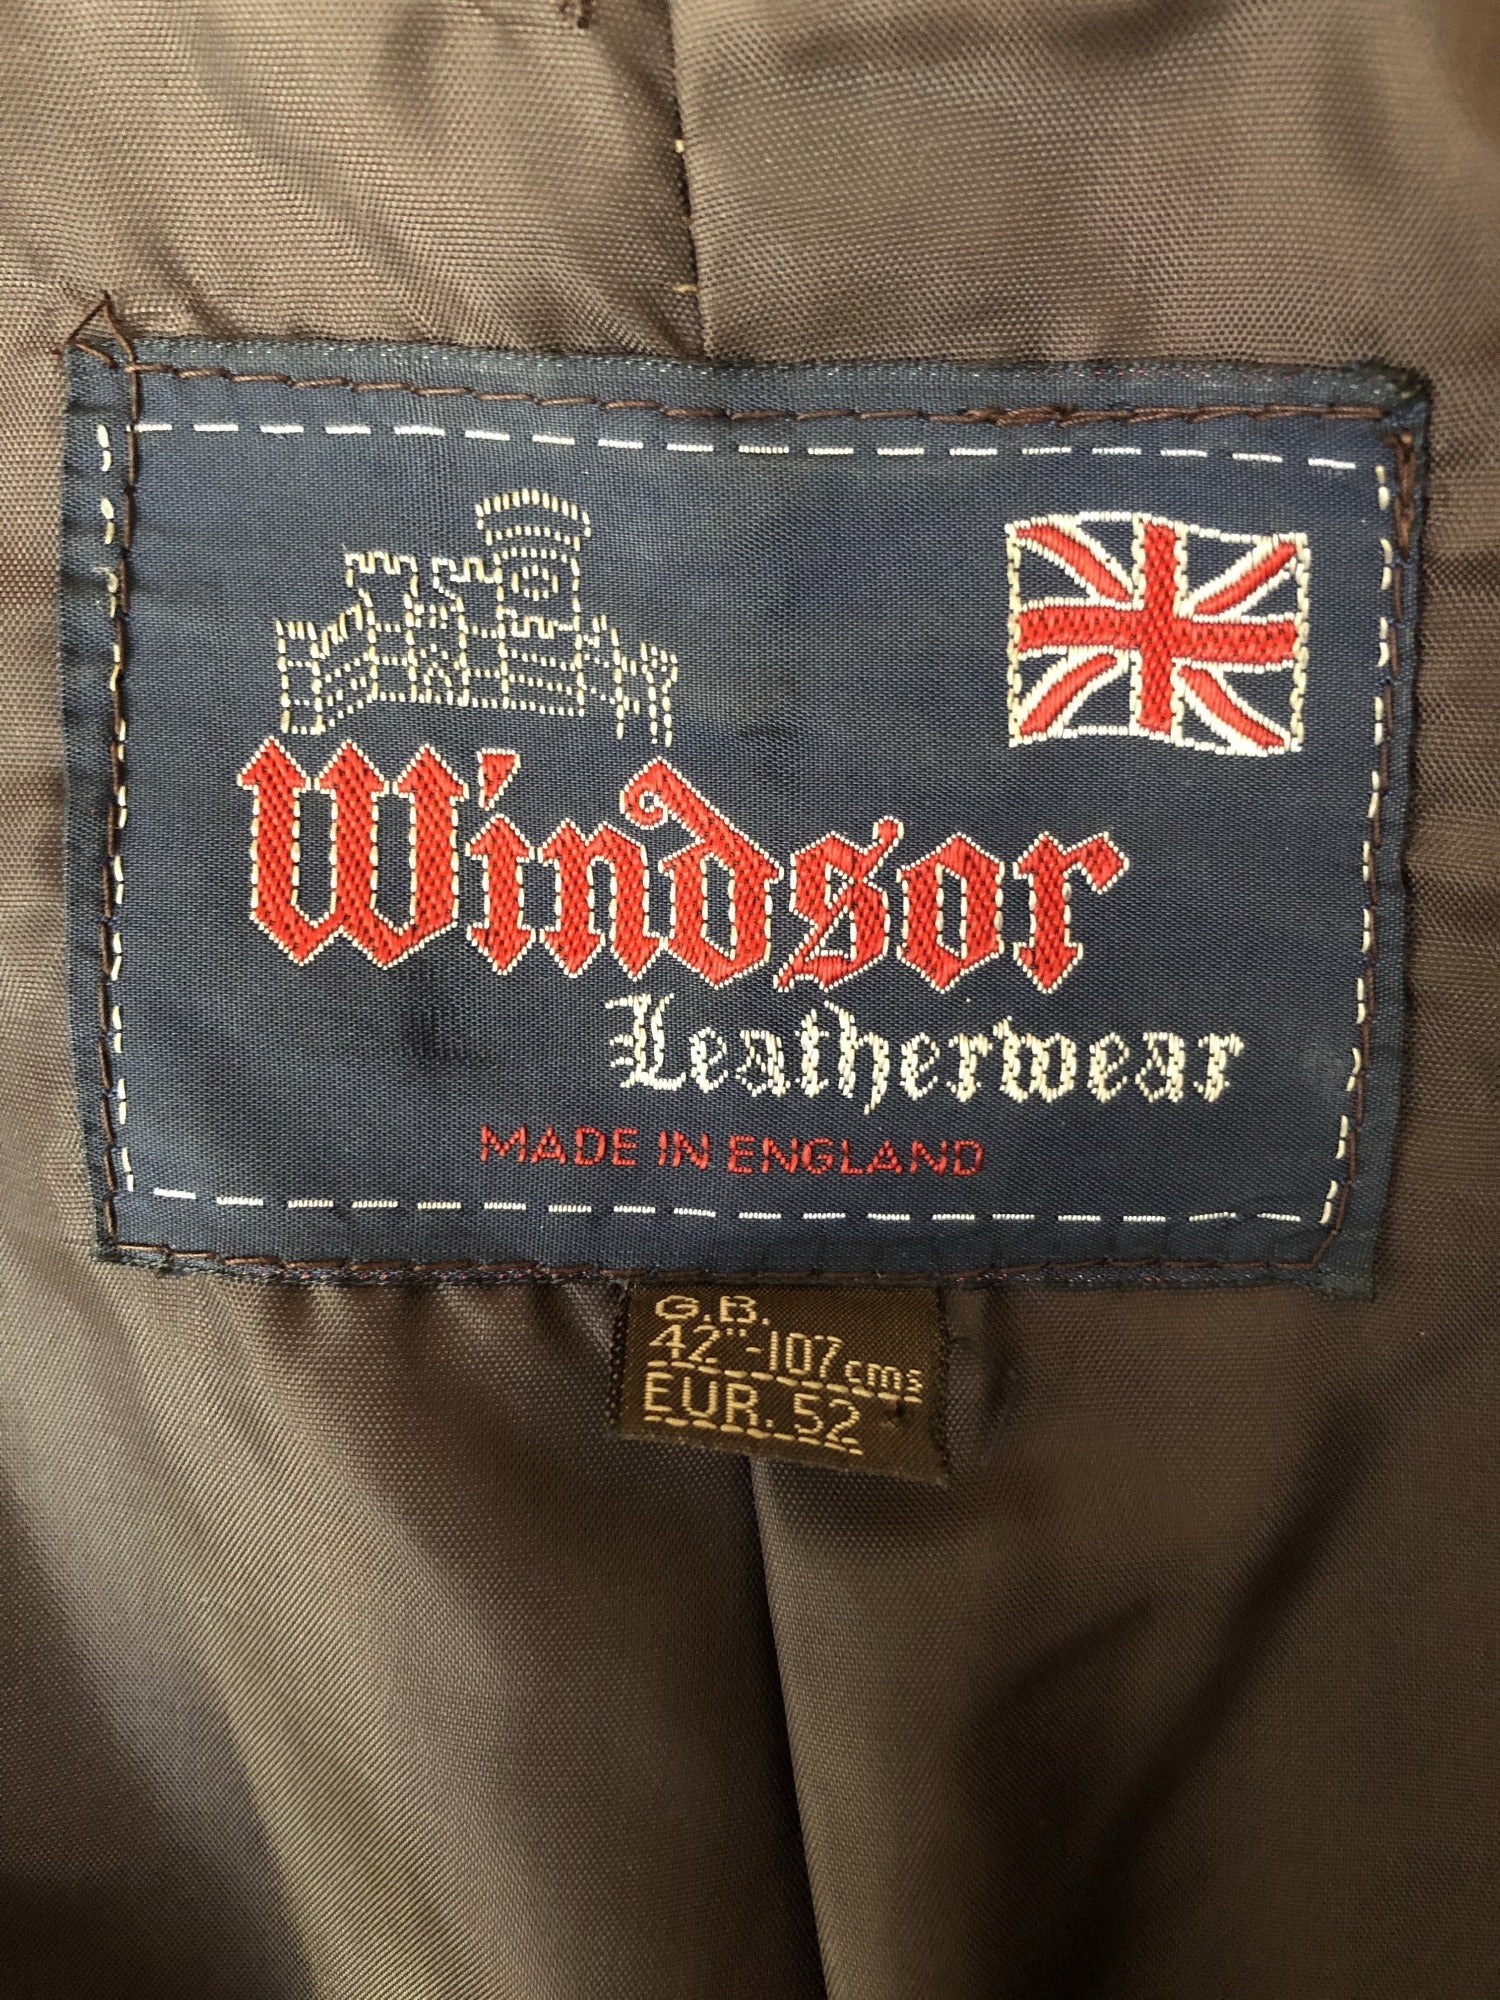 Windsor
Leatherwear
MADE IN ENGLAND
G.B.
42"-107cms
EUR. 52